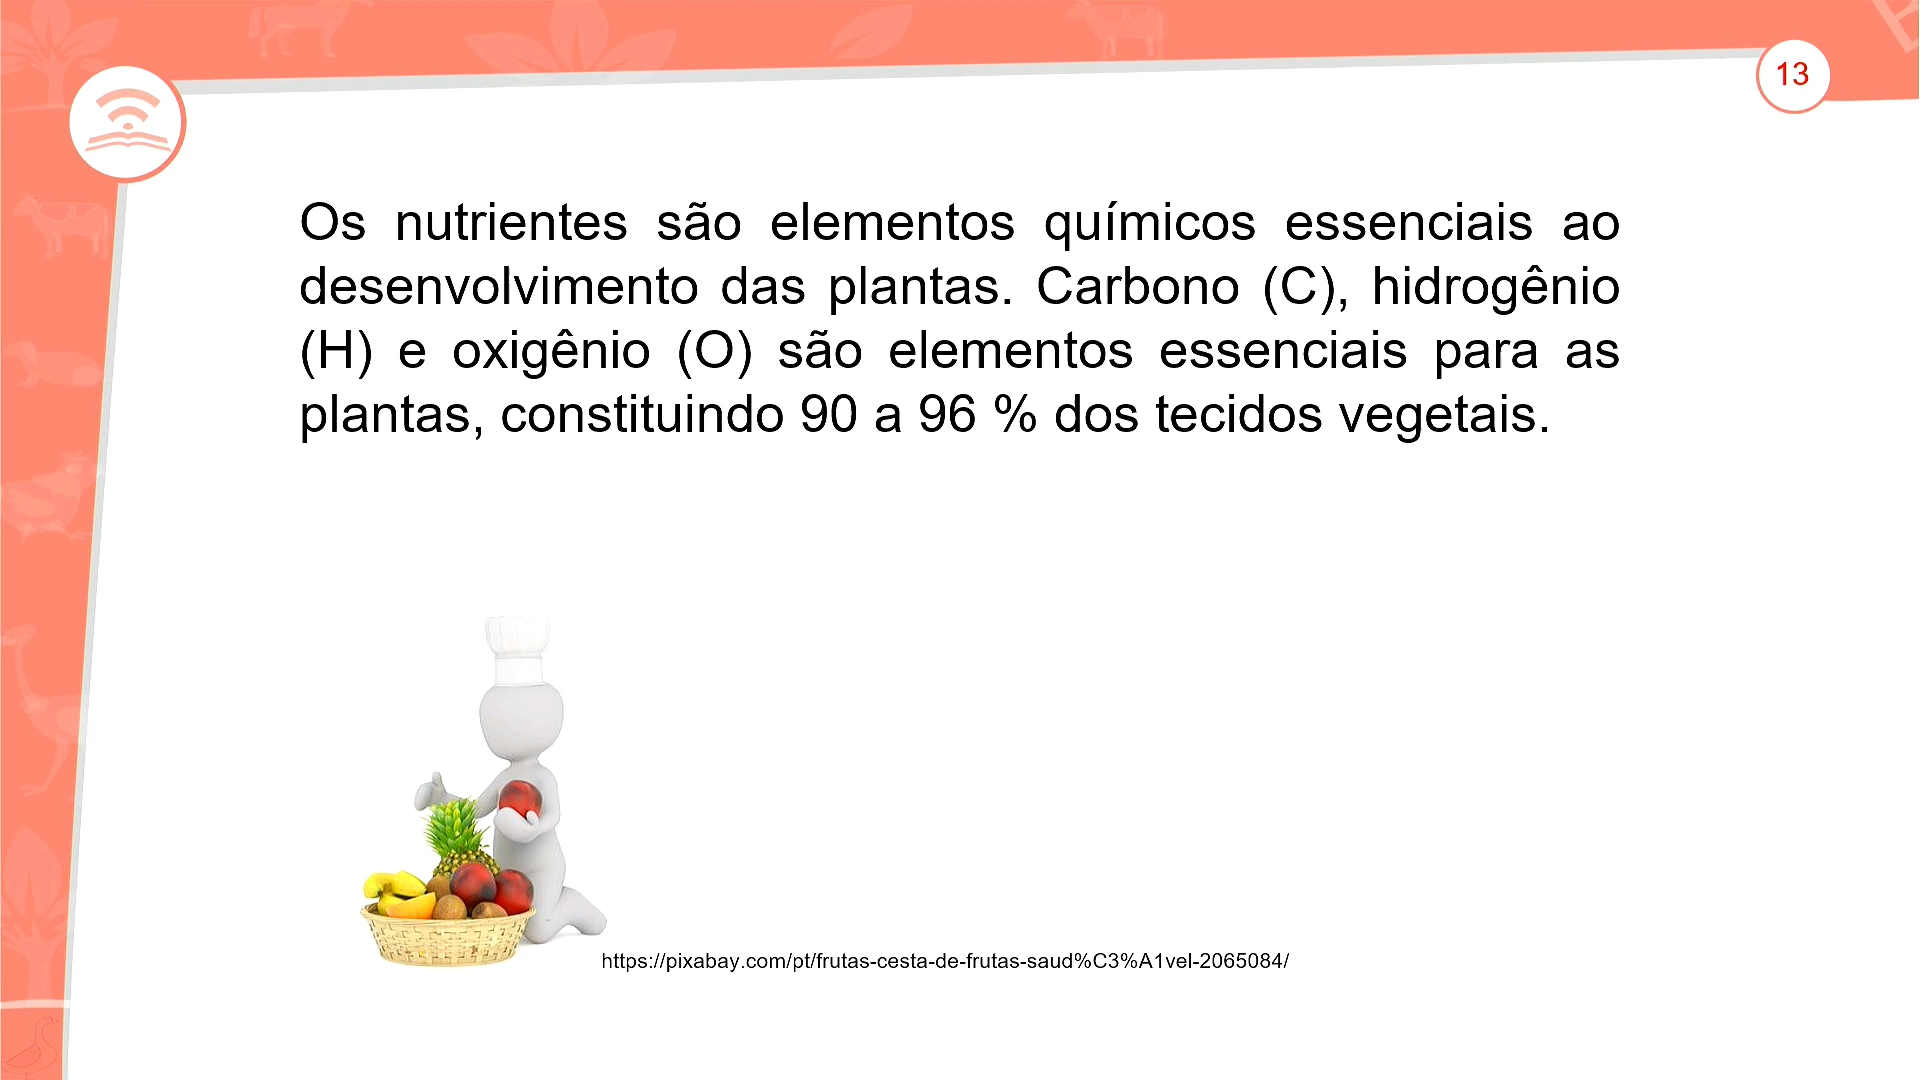 13
Os nutrientes são elementos químicos essenciais ao
desenvolvimento das plantas. Carbono (C), hidrogênio
(H) e oxigênio (O) são elementos essenciais para as
plantas, constituindo 90 a 96 % dos tecidos vegetais.
https://pixabay.com/pt/frutas-cesta-de-frutas-saud%C3%A1vel-2065084/